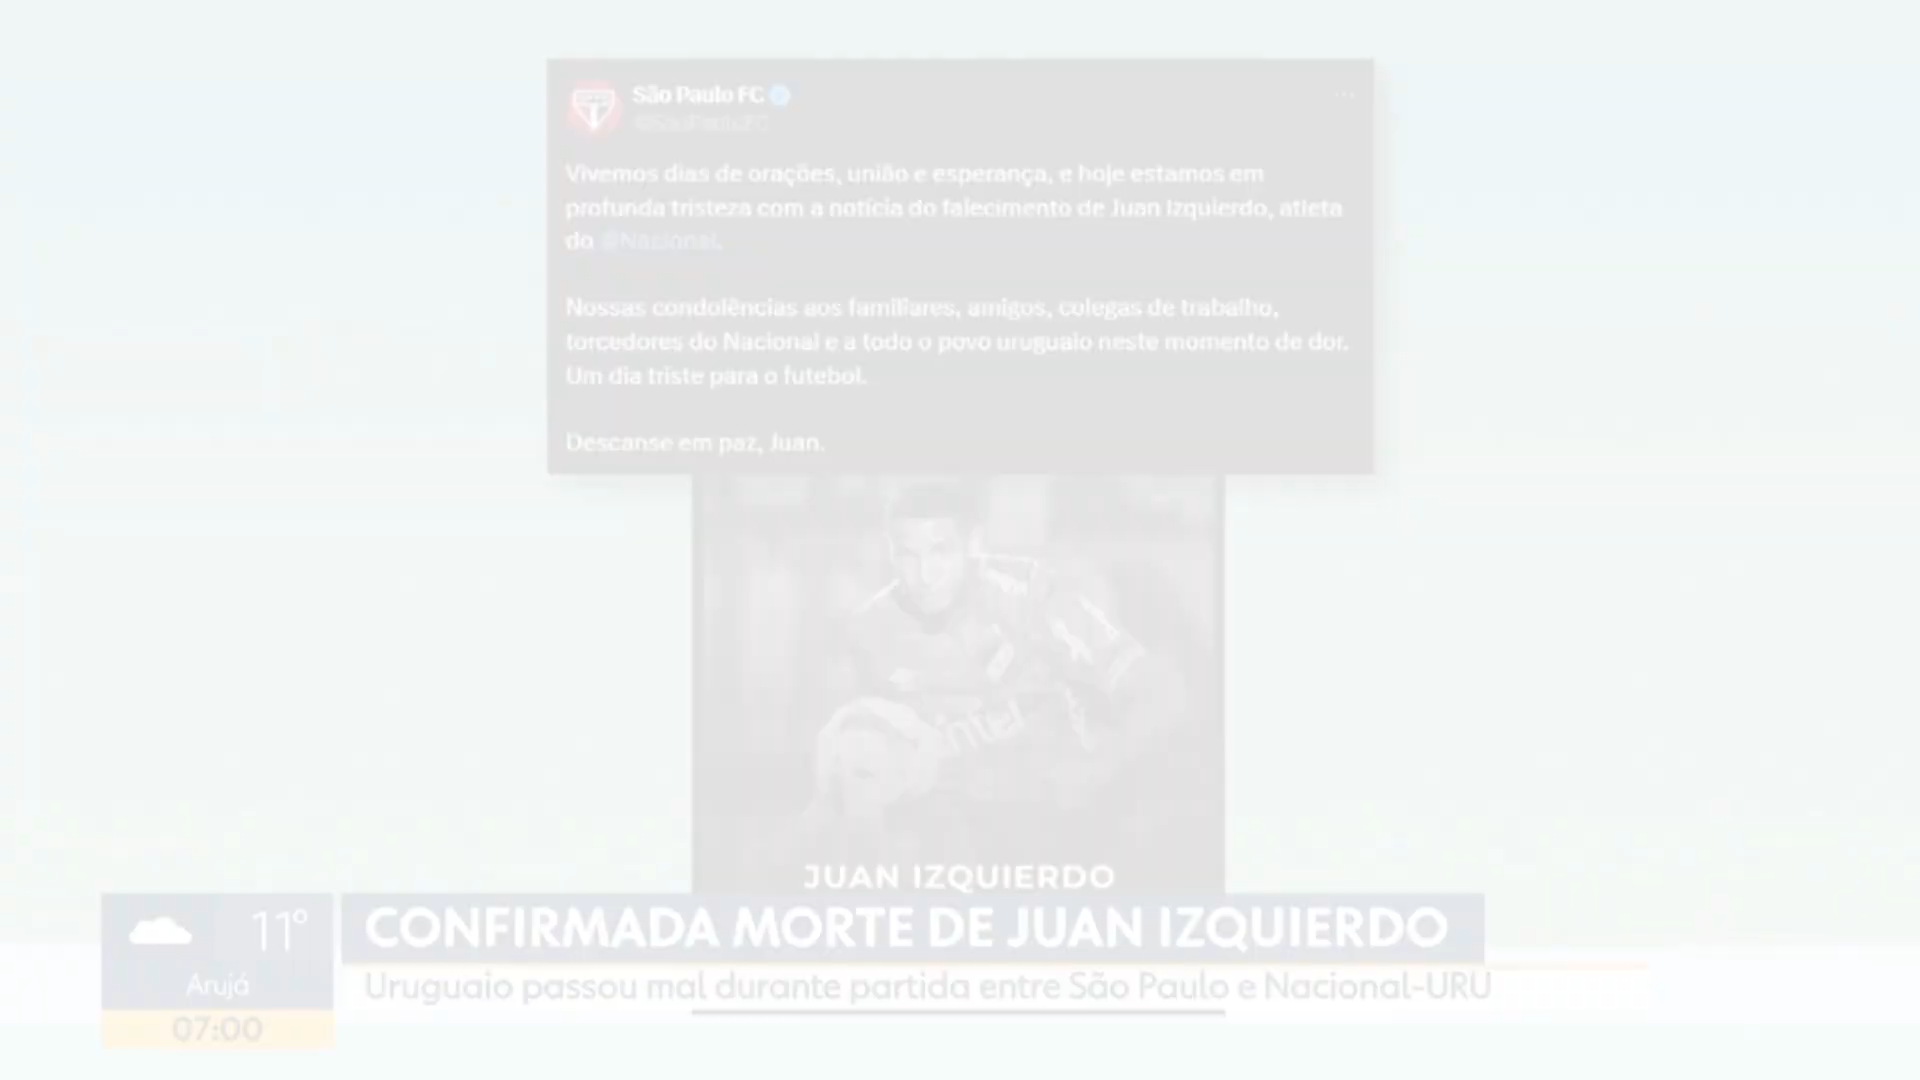 São Paulo FC
@SaoPauloFC
Vivemos dias de orações, união e esperança, e hoje estamos em
profunda tristeza com a notícia do falecimento de Juan Izquierdo, atleta
do @Nacional.
Nossas condolências aos familiares, amigos, colegas de trabalho,
torcedores do Nacional e a todo o povo uruguaio neste momento de dor.
Um dia triste para o futebol.
Descanse em paz, Juan.
intel
JUAN IZQUIERDO
11°
CONFIRMADA MORTE DE JUAN IZQUIERDO
Arujá
Uruguaio passou mal durante partida entre São Paulo e Nacional-URU
07:00